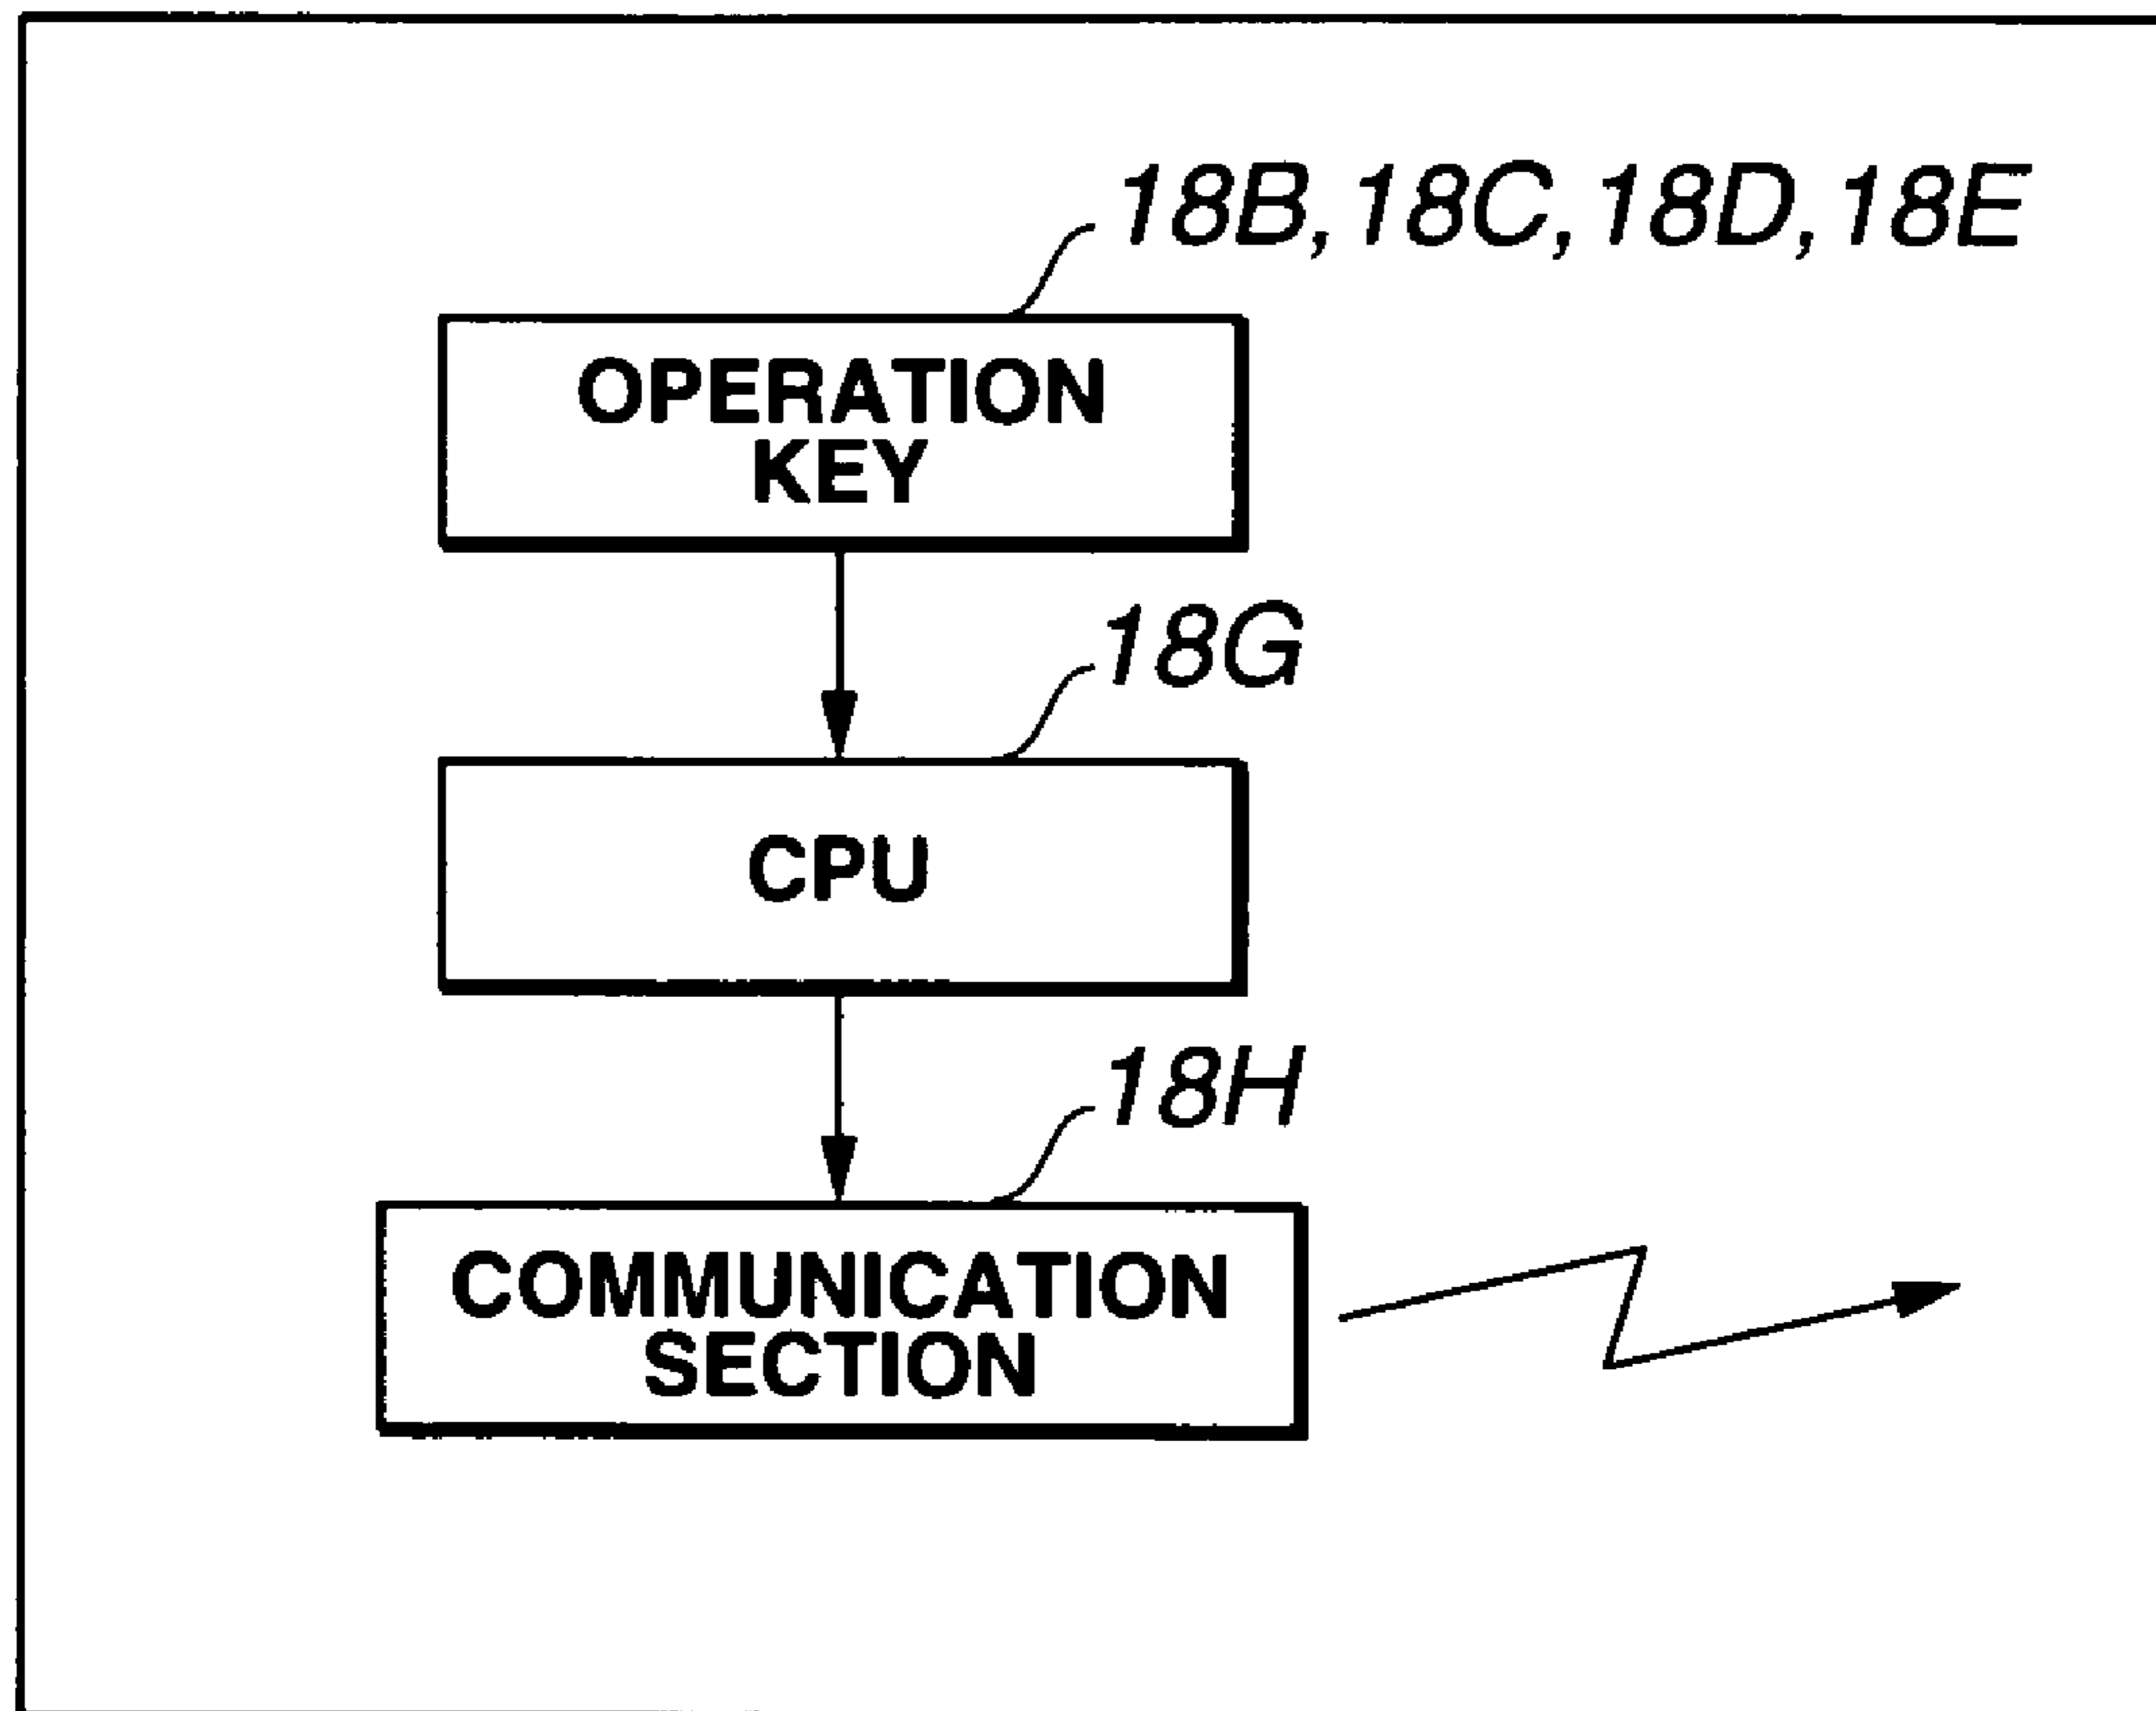 18B, 18C, 18D, 18E
OPERATION
KEY
18G
CPU
18H
COMMUNICATION
SECTION